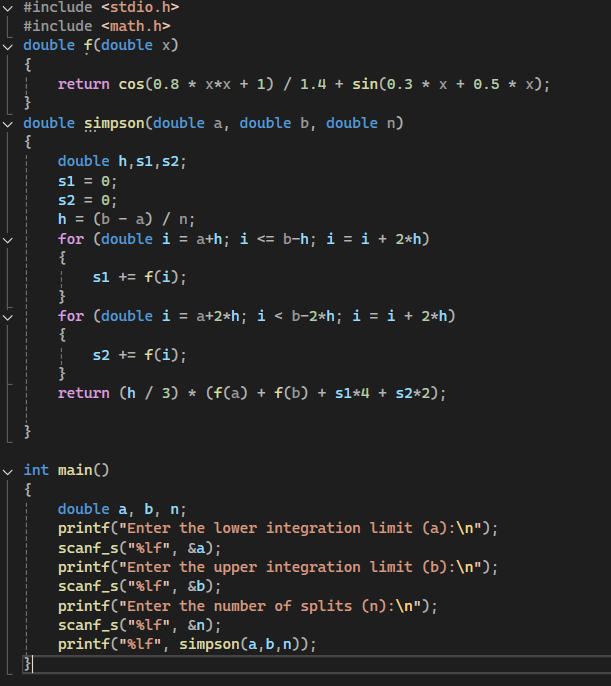 #include <stdio.h>
#include <math.h>
double f(double x)
{
    return cos(0.8 * x*x + 1) / 1.4 + sin(0.3 * x + 0.5 * x);
}
double simpson(double a, double b, double n)
{
    double h,s1,s2;
    s1 = 0;
    s2 = 0;
    h = (b - a) / n;
    for (double i = a+h; i <= b-h; i = i + 2*h)
    {
        s1 += f(i);
    }
    for (double i = a+2*h; i < b-2*h; i = i + 2*h)
    {
        s2 += f(i);
    }
    return (h / 3) * (f(a) + f(b) + s1*4 + s2*2);

}

int main()
{
    double a, b, n;
    printf("Enter the lower integration limit (a):\n");
    scanf_s("%lf", &a);
    printf("Enter the upper integration limit (b):\n");
    scanf_s("%lf", &b);
    printf("Enter the number of splits (n):\n");
    scanf_s("%lf", &n);
    printf("%lf", simpson(a,b,n));
}